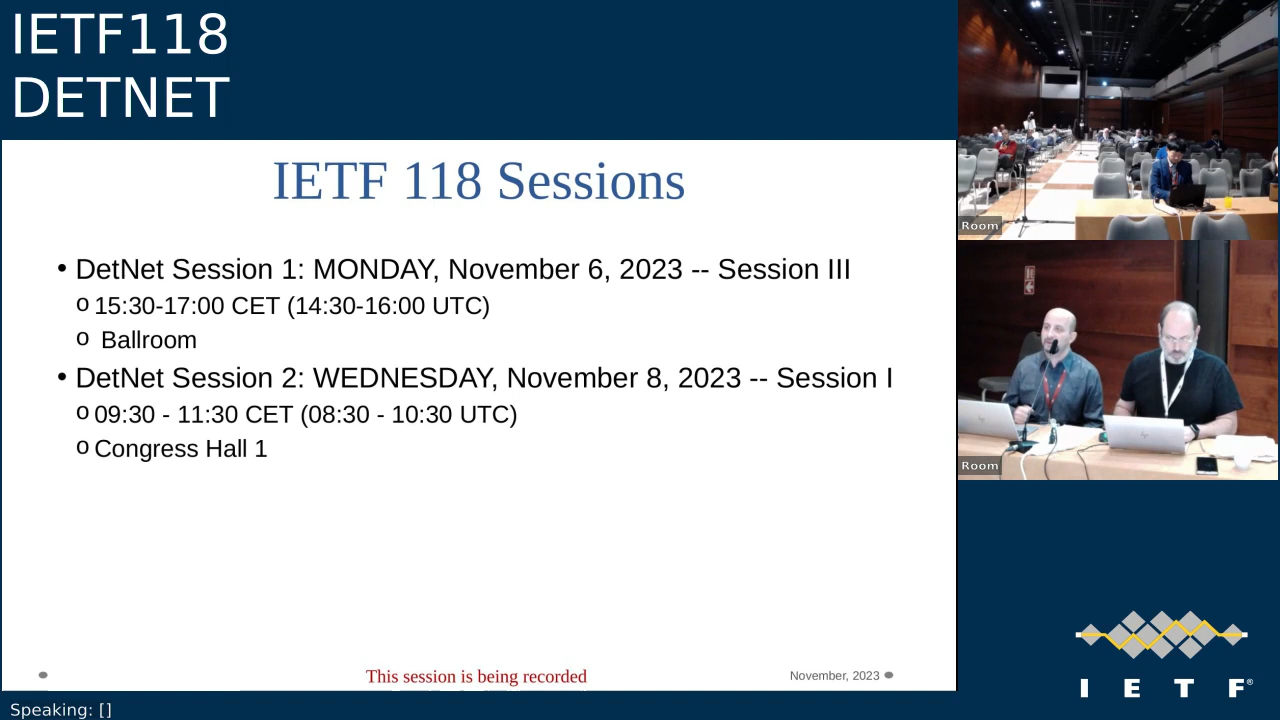 IETF118
DETNET
IETF 118 Sessions
• DetNet Session 1: MONDAY, November 6, 2023 -- Session III
o 15:30-17:00 CET (14:30-16:00 UTC)
o Ballroom
• DetNet Session 2: WEDNESDAY, November 8, 2023 -- Session I
o 09:30 - 11:30 CET (08:30 - 10:30 UTC)
o Congress Hall 1
This session is being recorded
November, 2023
Room
Room
I E T F®
Speaking: []